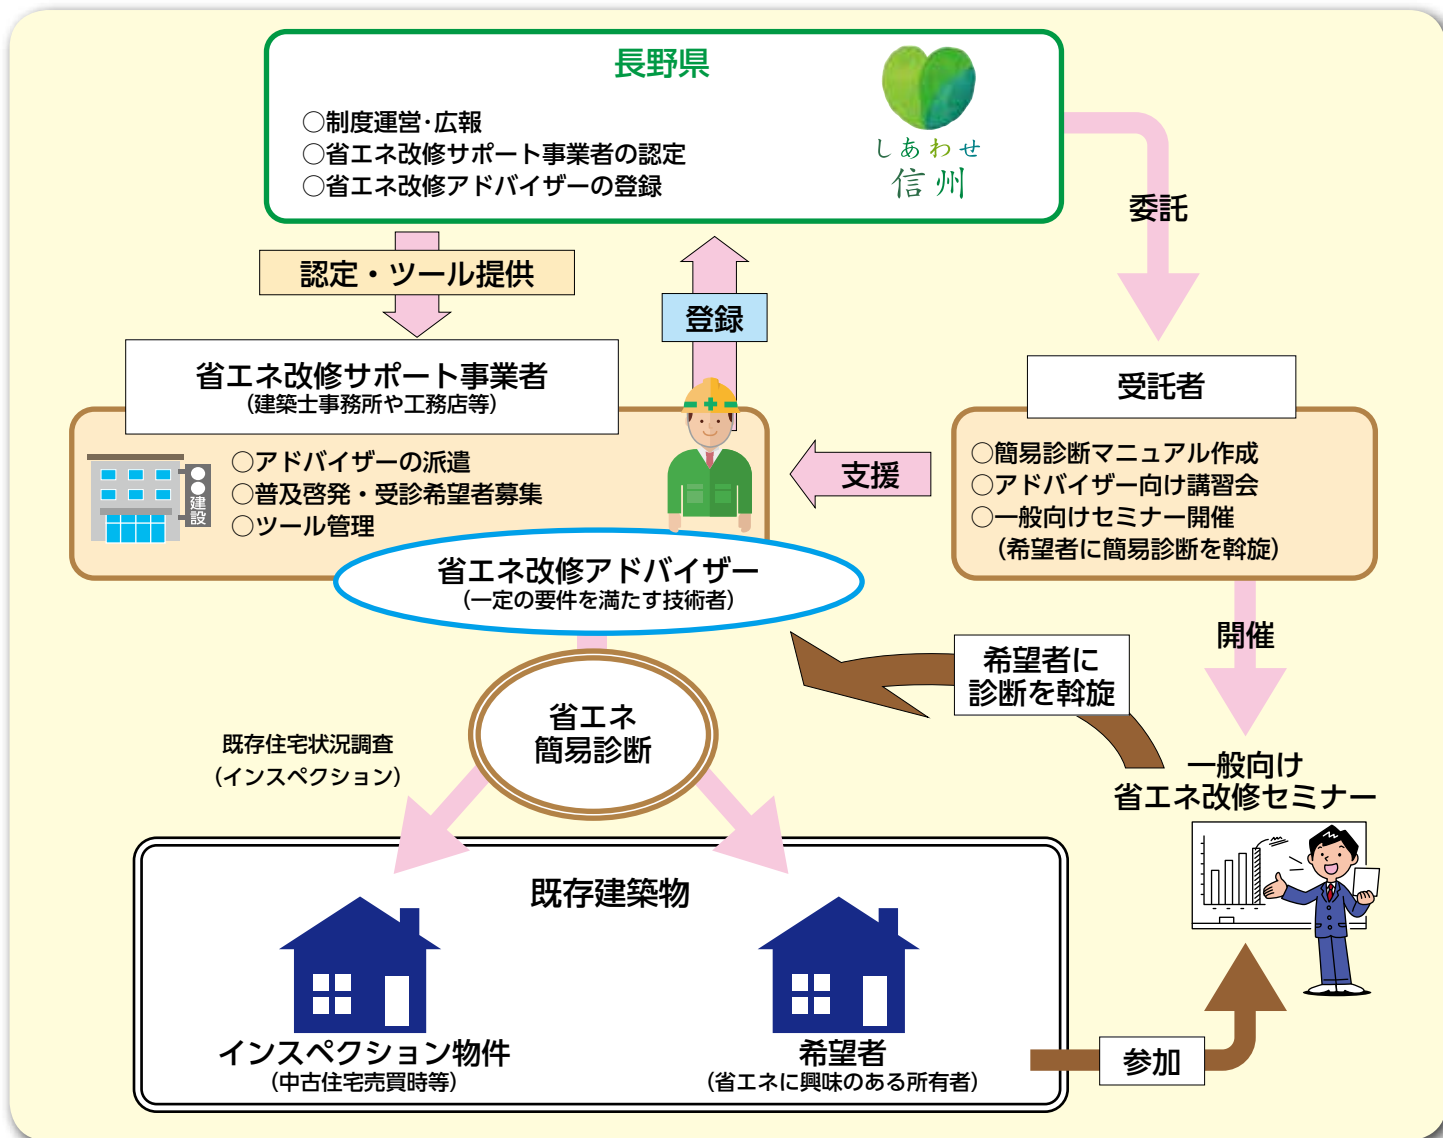 長野県
○制度運営・広報
○省エネ改修サポート事業者の認定
○省エネ改修アドバイザーの登録
しあわせ
信州
委託
認定・ツール提供
登録
省エネ改修サポート事業者
（建築士事務所や工務店等）
○アドバイザーの派遣
○普及啓発・受診希望者募集
○ツール管理
●●建設
支援
受託者
○簡易診断マニュアル作成
○アドバイザー向け講習会
○一般向けセミナー開催
（希望者に簡易診断を斡旋）
省エネ改修アドバイザー
（一定の要件を満たす技術者）
開催
希望者に
診断を斡旋
省エネ
簡易診断
既存住宅状況調査
（インスペクション）
一般向け
省エネ改修セミナー
既存建築物
インスペクション物件
（中古住宅売買時等）
希望者
（省エネに興味のある所有者）
参加